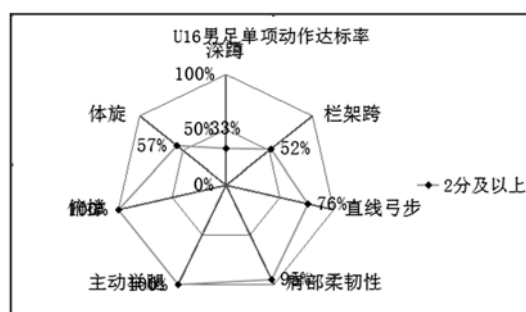 U16男足单项动作达标率
深蹲
100%
栏架跨
体旋
50%
33%
57%
52%
0%
2分及以上
76%
直线弓步
100%
主动举腿
100%
肩部柔韧性